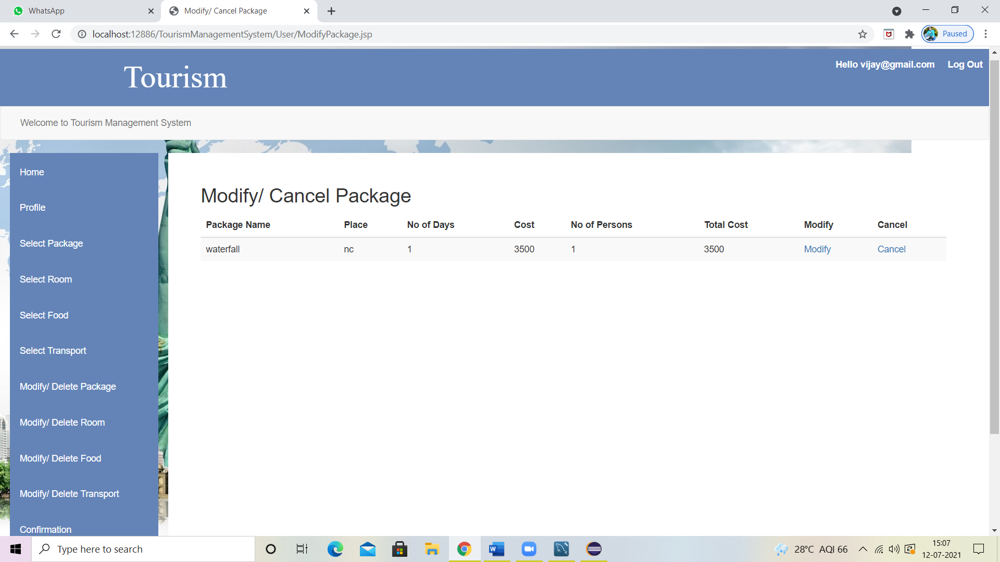 WhatsApp
Modify/ Cancel Package
localhost:12886/TourismManagementSystem/User/ModifyPackage.jsp
Paused
Tourism
Hello vijay@gmail.com Log Out
Welcome to Tourism Management System
Home
Profile
Select Package
Select Room
Select Food
Select Transport
Modify/ Delete Package
Modify/ Delete Room
Modify/ Delete Food
Modify/ Delete Transport
Confirmation
Modify/ Cancel Package
Package Name Place No of Days Cost No of Persons Total Cost Modify Cancel
waterfall nc 1 3500 1 3500 Modify Cancel
Type here to search
28°C AQI 66
15:07
12-07-2021